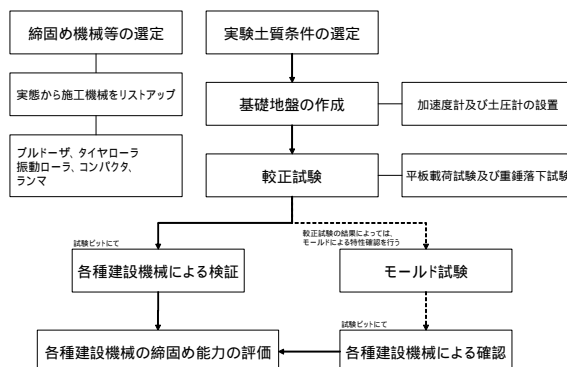 締固め機械等の選定
実験土質条件の選定
実態から施工機械をリストアップ
基礎地盤の作成
加速度計及び土圧計の設置
ブルドーザ、タイヤローラ
振動ローラ、コンパクタ、
ランマ
較正試験
平板載荷試験及び重錘落下試験
試験ピットにて
較正試験の結果によっては、
モールドによる特性確認を行う
各種建設機械による検証
モールド試験
試験ピットにて
各種建設機械の締固め能力の評価
各種建設機械による確認